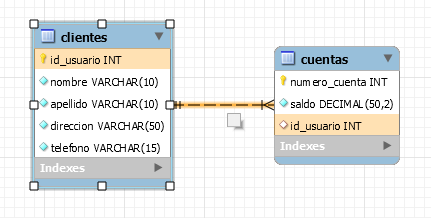 clientes
id_usuario INT
nombre VARCHAR(10)
apellido VARCHAR(10)
direccion VARCHAR(50)
telefono VARCHAR(15)
Indexes
cuentas
numero_cuenta INT
saldo DECIMAL(50,2)
id_usuario INT
Indexes